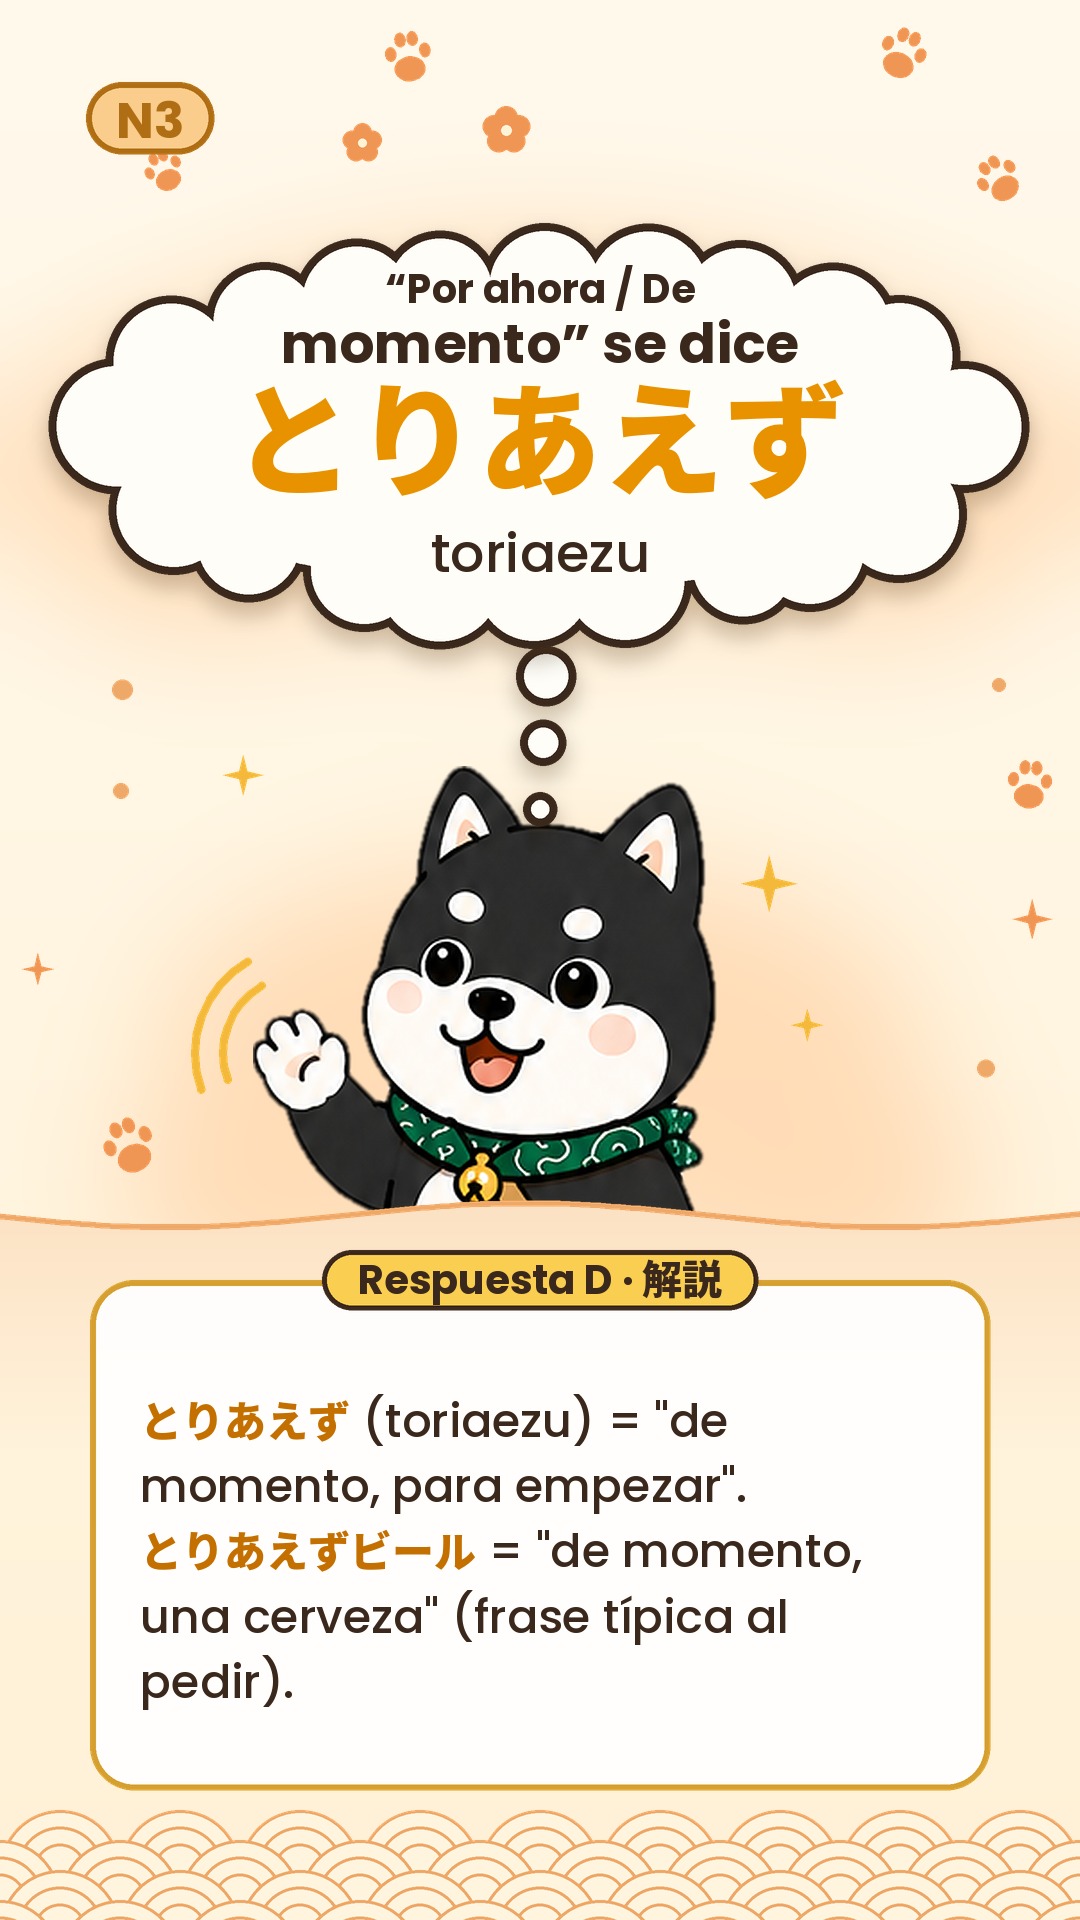 N3
“Por ahora / De
momento” se dice
とりあえず
toriaezu
Respuesta D · 解説
とりあえず (toriaezu) = "de
momento, para empezar".
とりあえずビール = "de momento,
una cerveza" (frase típica al
pedir).